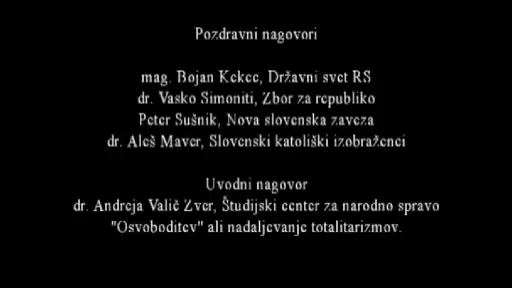 Pozdravni nagovori
mag. Bojan Kekec, Državni svet RS
dr. Vasko Simoniti, Zbor za republiko
Peter Sušnik, Nova slovenska zaveza
dr. Aleš Maver, Slovenski katoliški izobraženci
Uvodni nagovor
dr. Andreja Valič Zver, Študijski center za narodno spravo
"Osvoboditev" ali nadaljevanje totalitarizmov.